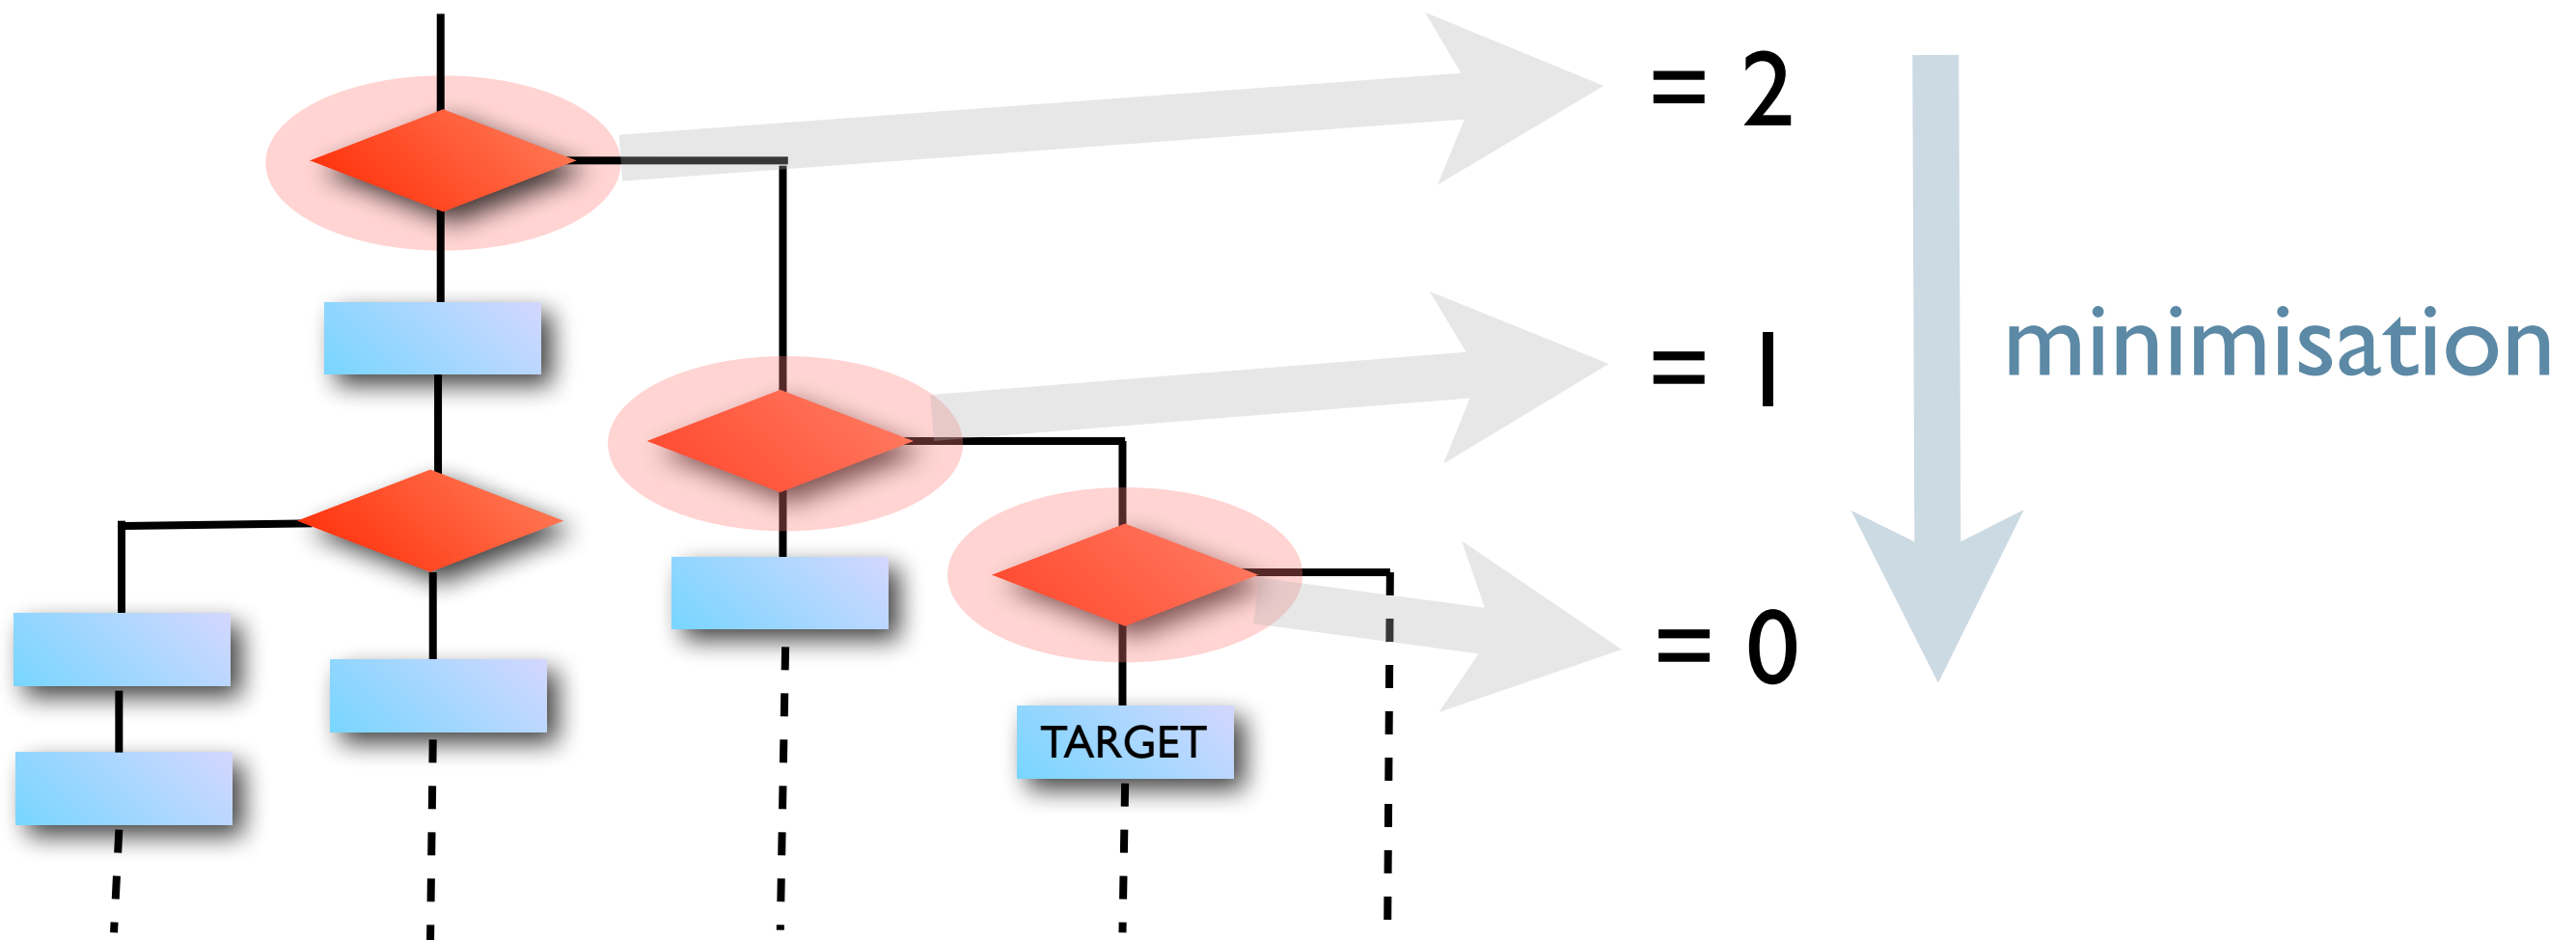 = 2
= 1
minimisation
= 0
TARGET